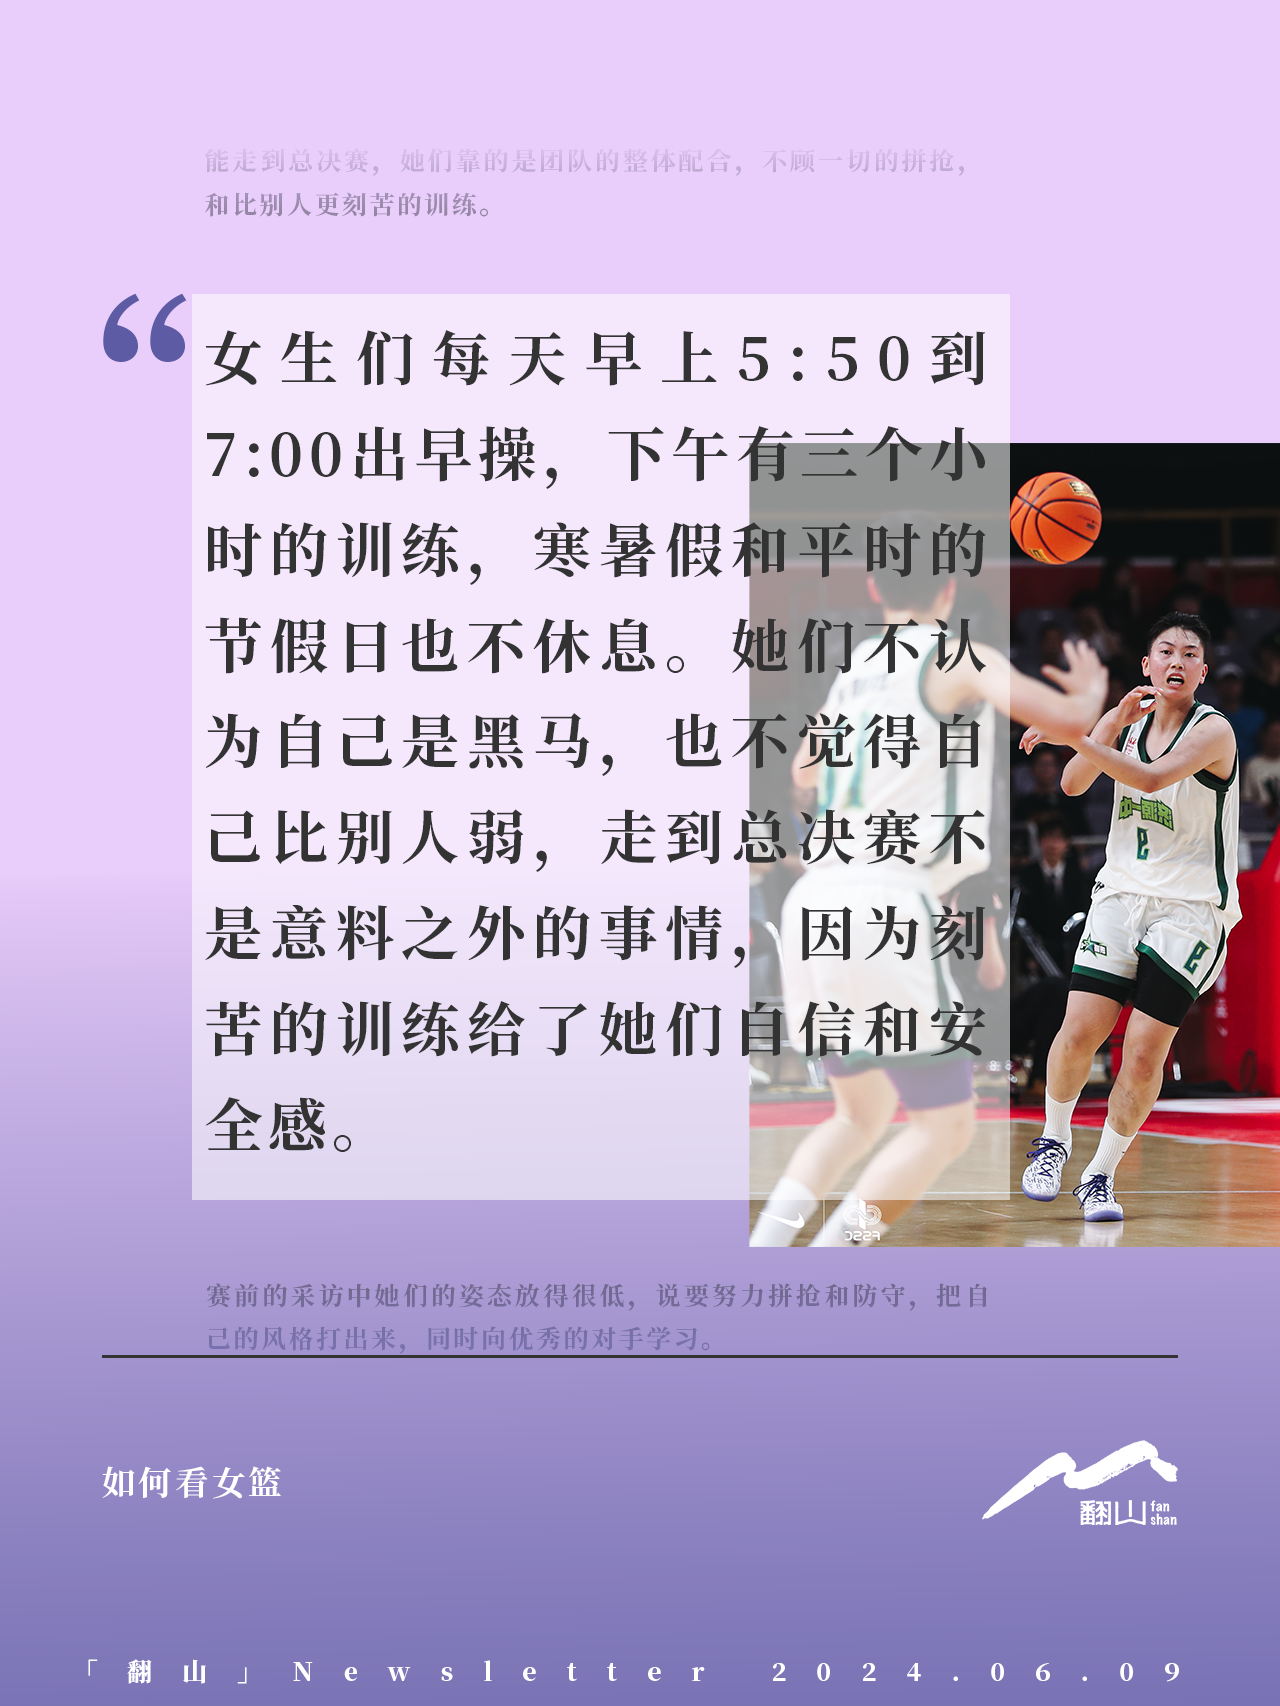 能走到总决赛，她们靠的是团队的整体配合，不顾一切的拼抢，
和比别人更刻苦的训练。
“女生们每天早上5:50到
7:00出早操，下午有三个小
时的训练，寒暑假和平时的
节假日也不休息。她们不认
为自己是黑马，也不觉得自
己比别人弱，走到总决赛不
是意料之外的事情，因为刻
苦的训练给了她们自信和安
全感。
赛前的采访中她们的姿态放得很低，说要努力拼抢和防守，把自
己的风格打出来，同时向优秀的对手学习。
如何看女篮
翻山 fan
shan
「翻山」Newsletter 2024.06.09